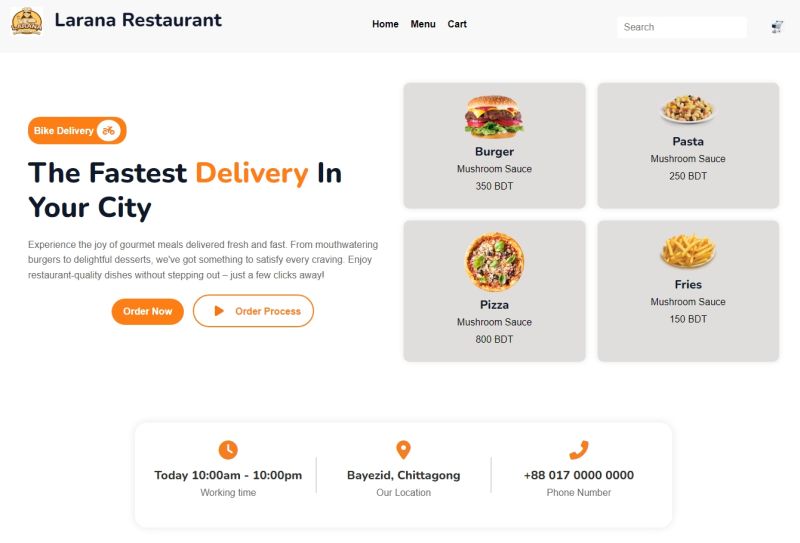 LARANA
Larana Restaurant
Home Menu Cart
Search
Bike Delivery
The Fastest Delivery In
Your City
Experience the joy of gourmet meals delivered fresh and fast. From mouthwatering
burgers to delightful desserts, we've got something to satisfy every craving. Enjoy
restaurant-quality dishes without stepping out – just a few clicks away!
Order Now
Order Process
Burger
Mushroom Sauce
350 BDT
Pasta
Mushroom Sauce
250 BDT
Pizza
Mushroom Sauce
800 BDT
Fries
Mushroom Sauce
150 BDT
Today 10:00am - 10:00pm
Working time
Bayezid, Chittagong
Our Location
+88 017 0000 0000
Phone Number